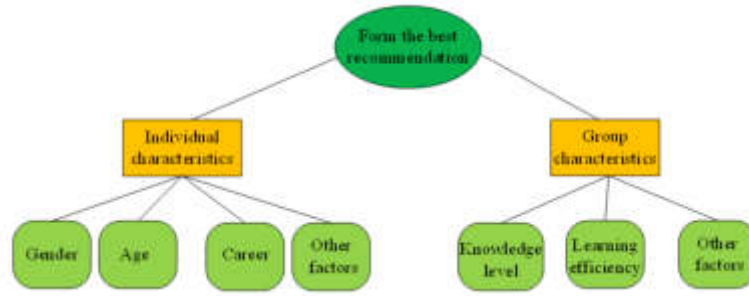 Form the best
recommendation
Individual
characteristics
Group
characteristics
Gender
Age
Career
Other
factors
Knowledge
level
Learning
efficiency
Other
factors